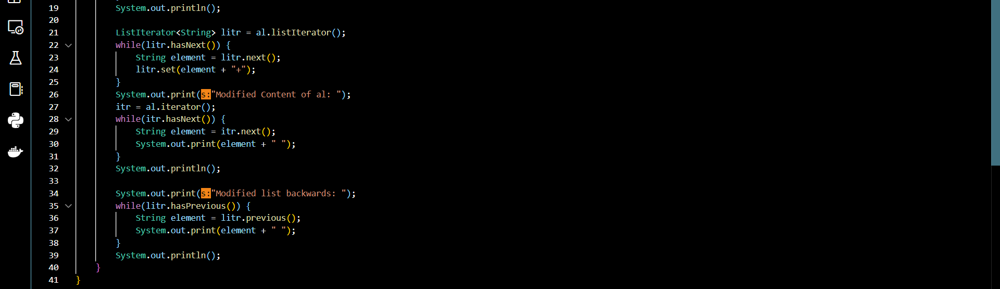 19 System.out.println();
20
21 ListIterator<String> litr = al.listIterator();
22 while(litr.hasNext()) {
23 String element = litr.next();
24 litr.set(element + "+");
25 }
26 System.out.print(s:"Modified Content of al: ");
27 itr = al.iterator();
28 while(itr.hasNext()) {
29 String element = itr.next();
30 System.out.print(element + " ");
31 }
32 System.out.println();
33
34 System.out.print(s:"Modified list backwards: ");
35 while(litr.hasPrevious()) {
36 String element = litr.previous();
37 System.out.print(element + " ");
38 }
39 System.out.println();
40 }
41 }